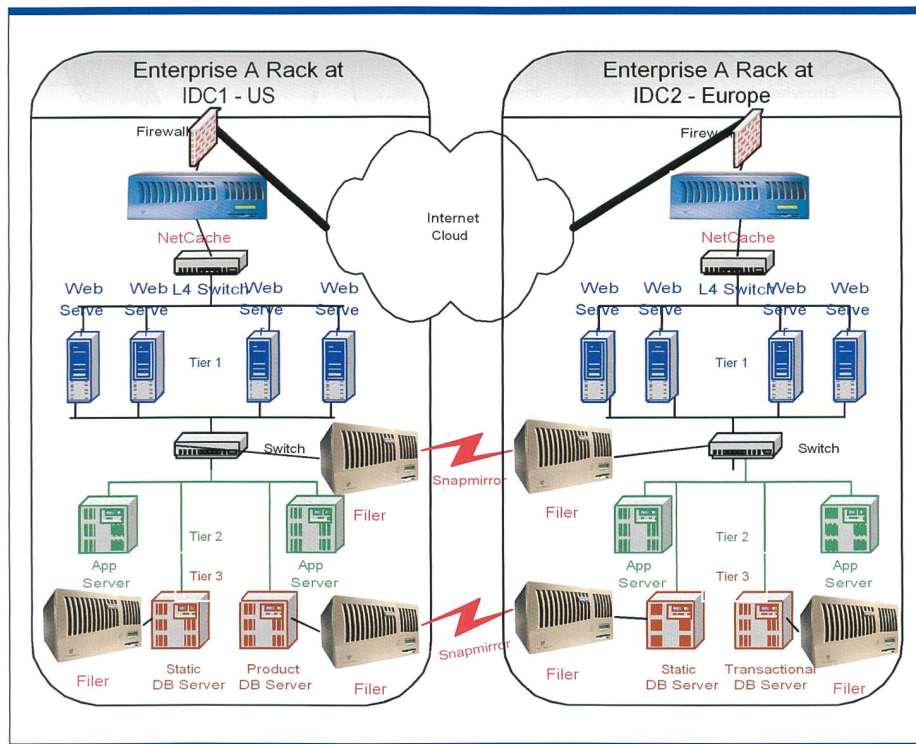 Enterprise A Rack at
IDC1 - US
Firewall
NetCache
L4 Switch
Web
Serve
Web
Serve
r
Web
Serve
r
Web
Serve
Tier 1
Switch
Filer
Tier 2
App
Server
App
Server
Tier 3
Filer
Static
DB Server
Product
DB Server
Filer
Internet
Cloud
Snapmirror
Snapmirror
Enterprise A Rack at
IDC2 - Europe
Firewall
NetCache
L4 Switch
Web
Serve
Web
Serve
Web
Serve
r
Web
Serve
Tier 1
Switch
Filer
Tier 2
App
Server
App
Server
Tier 3
Filer
Static
DB Server
Transactional
DB Server
Filer